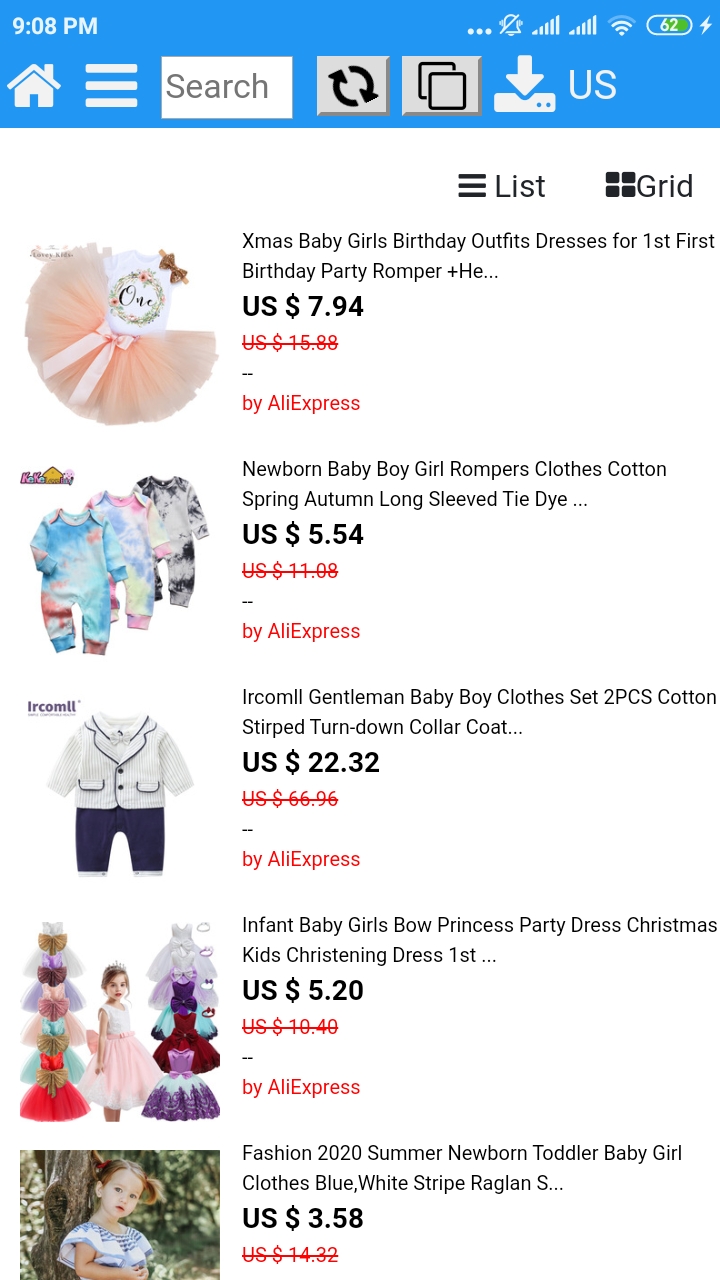 9:08 PM
62
Search
US
List
Grid
Lovey Kids
Xmas Baby Girls Birthday Outfits Dresses for 1st First
Birthday Party Romper +He...
One
US $ 7.94
US $ 15.88
--
by AliExpress
Newborn Baby Boy Girl Rompers Clothes Cotton
Spring Autumn Long Sleeved Tie Dye ...
US $ 5.54
US $ 11.08
--
by AliExpress
Ircomll Gentleman Baby Boy Clothes Set 2PCS Cotton
Stirped Turn-down Collar Coat...
Ircomll
US $ 22.32
US $ 66.96
--
by AliExpress
Infant Baby Girls Bow Princess Party Dress Christmas
Kids Christening Dress 1st ...
US $ 5.20
US $ 10.40
--
by AliExpress
Fashion 2020 Summer Newborn Toddler Baby Girl
Clothes Blue,White Stripe Raglan S...
US $ 3.58
US $ 14.32